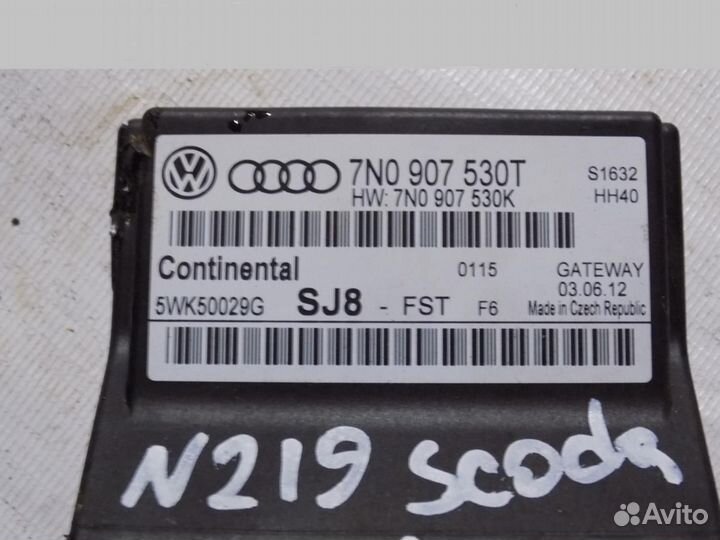 7N0 907 530T
S1632
HW: 7N0 907 530K
HH40
Continental
0115
GATEWAY
03.06.12
5WK50029G SJ8 - FST F6
Made in Czech Republic
N219 scoda
Avito